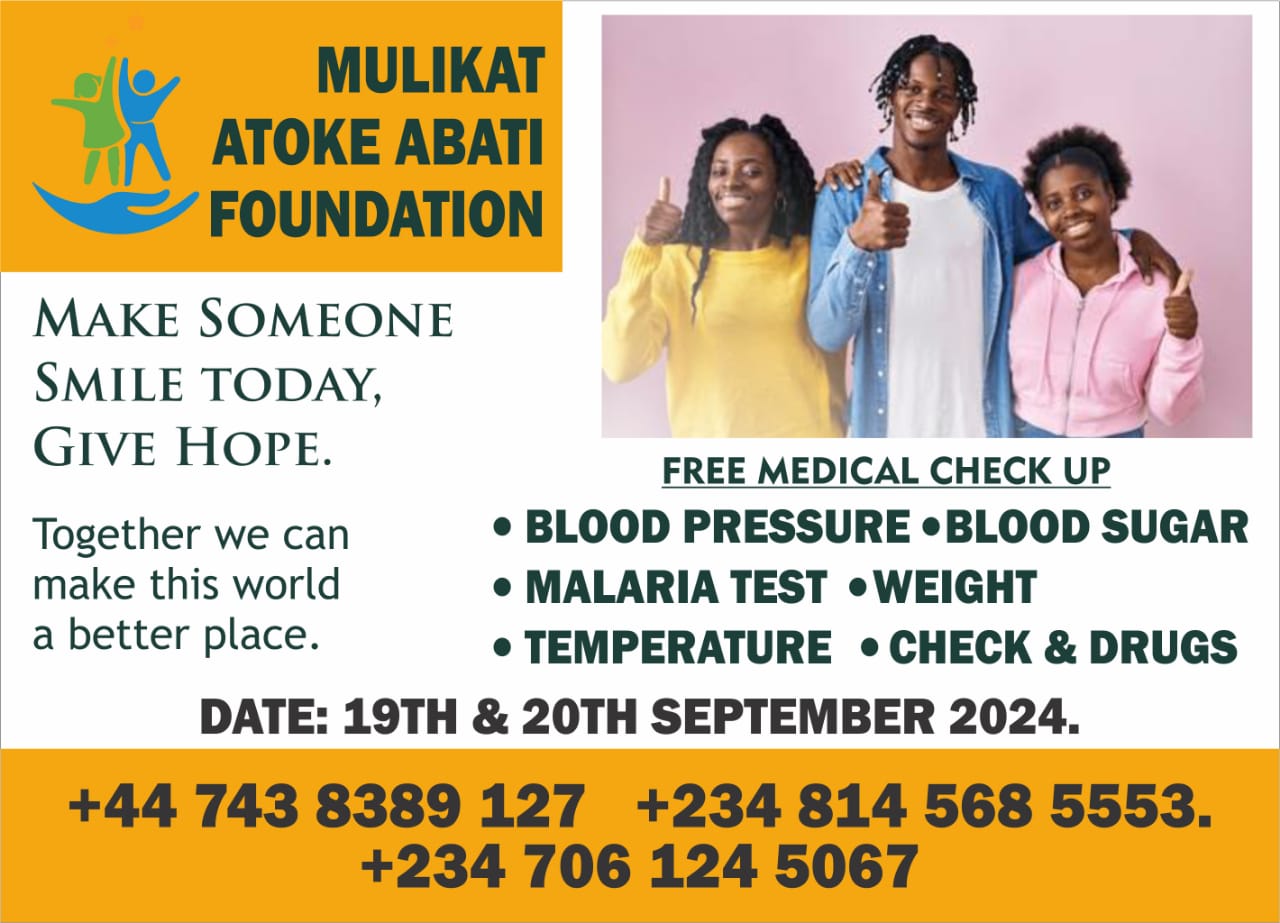 MULIKAT
ATOKE ABATI
FOUNDATION
MAKE SOMEONE
SMILE TODAY,
GIVE HOPE.
Together we can
make this world
a better place.
FREE MEDICAL CHECK UP
• BLOOD PRESSURE • BLOOD SUGAR
• MALARIA TEST • WEIGHT
• TEMPERATURE • CHECK & DRUGS
DATE: 19TH & 20TH SEPTEMBER 2024.
+44 743 8389 127 +234 814 568 5553.
+234 706 124 5067